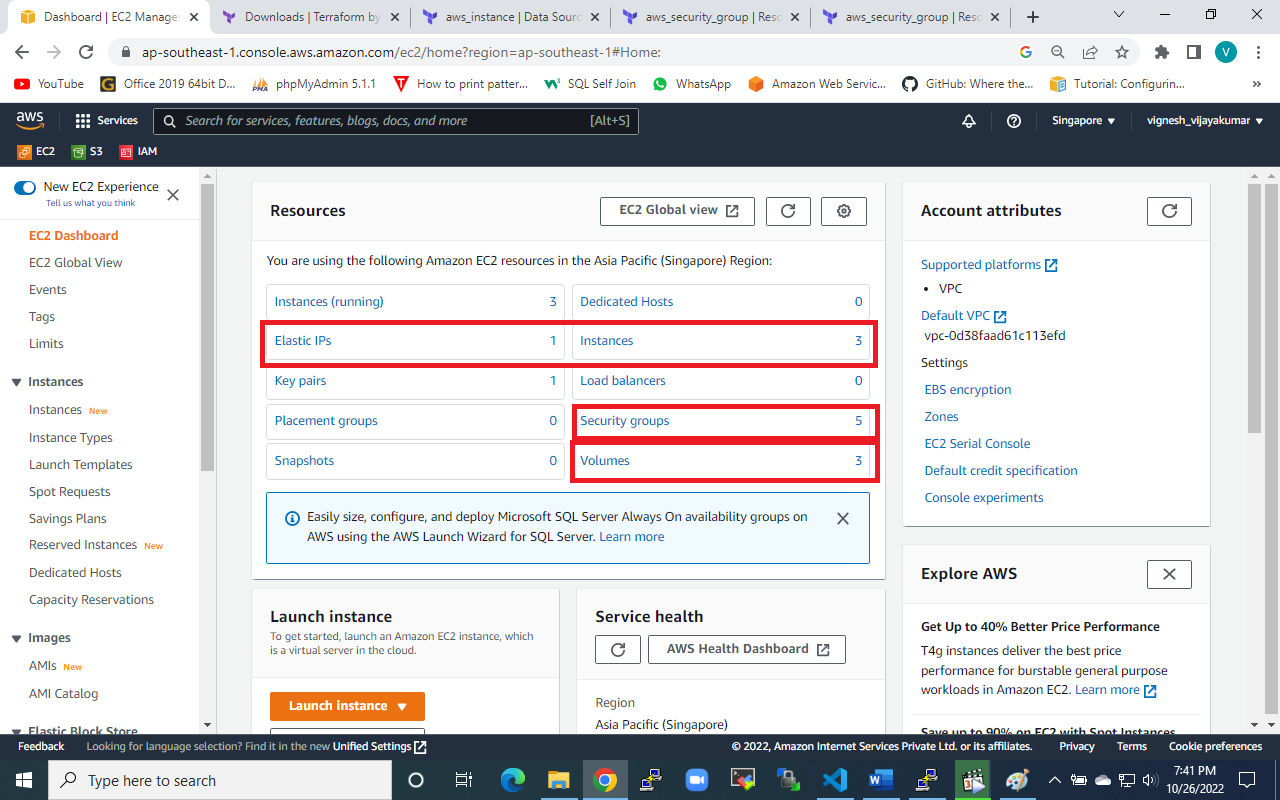 Dashboard | EC2 Manage
Downloads | Terraform by
aws_instance | Data Sour
aws_security_group | Reso
aws_security_group | Reso
ap-southeast-1.console.aws.amazon.com/ec2/home?region=ap-southeast-1#Home:
V
YouTube
Office 2019 64bit D...
phpMyAdmin 5.1.1
How to print patter...
SQL Self Join
WhatsApp
Amazon Web Servic...
GitHub: Where the...
Tutorial: Configurin...
»
aws
Services
Search for services, features, blogs, docs, and more
[Alt+S]
Singapore
vignesh_vijayakumar
EC2
S3
IAM
New EC2 Experience
Tell us what you think
EC2 Dashboard
EC2 Global View
Events
Tags
Limits
Instances
Instances New
Instance Types
Launch Templates
Spot Requests
Savings Plans
Reserved Instances New
Dedicated Hosts
Capacity Reservations
Images
AMIs New
AMI Catalog
Elastic Block Store
Resources
EC2 Global view
You are using the following Amazon EC2 resources in the Asia Pacific (Singapore) Region:
Instances (running) 3
Dedicated Hosts 0
Elastic IPs 1
Instances 3
Key pairs 1
Load balancers 0
Placement groups 0
Security groups 5
Snapshots 0
Volumes 3
Easily size, configure, and deploy Microsoft SQL Server Always On availability groups on
AWS using the AWS Launch Wizard for SQL Server. Learn more
Launch instance
To get started, launch an Amazon EC2 instance, which
is a virtual server in the cloud.
Launch instance
Service health
AWS Health Dashboard
Region
Asia Pacific (Singapore)
Account attributes
Supported platforms
• VPC
Default VPC
vpc-0d38faad61c113efd
Settings
EBS encryption
Zones
EC2 Serial Console
Default credit specification
Console experiments
Explore AWS
Get Up to 40% Better Price Performance
T4g instances deliver the best price
performance for burstable general purpose
workloads in Amazon EC2. Learn more
Save up to 90% on EC2 with Spot Instances
Feedback
Looking for language selection? Find it in the new Unified Settings
© 2022, Amazon Internet Services Private Ltd. or its affiliates.
Privacy
Terms
Cookie preferences
Type here to search
7:41 PM
10/26/2022